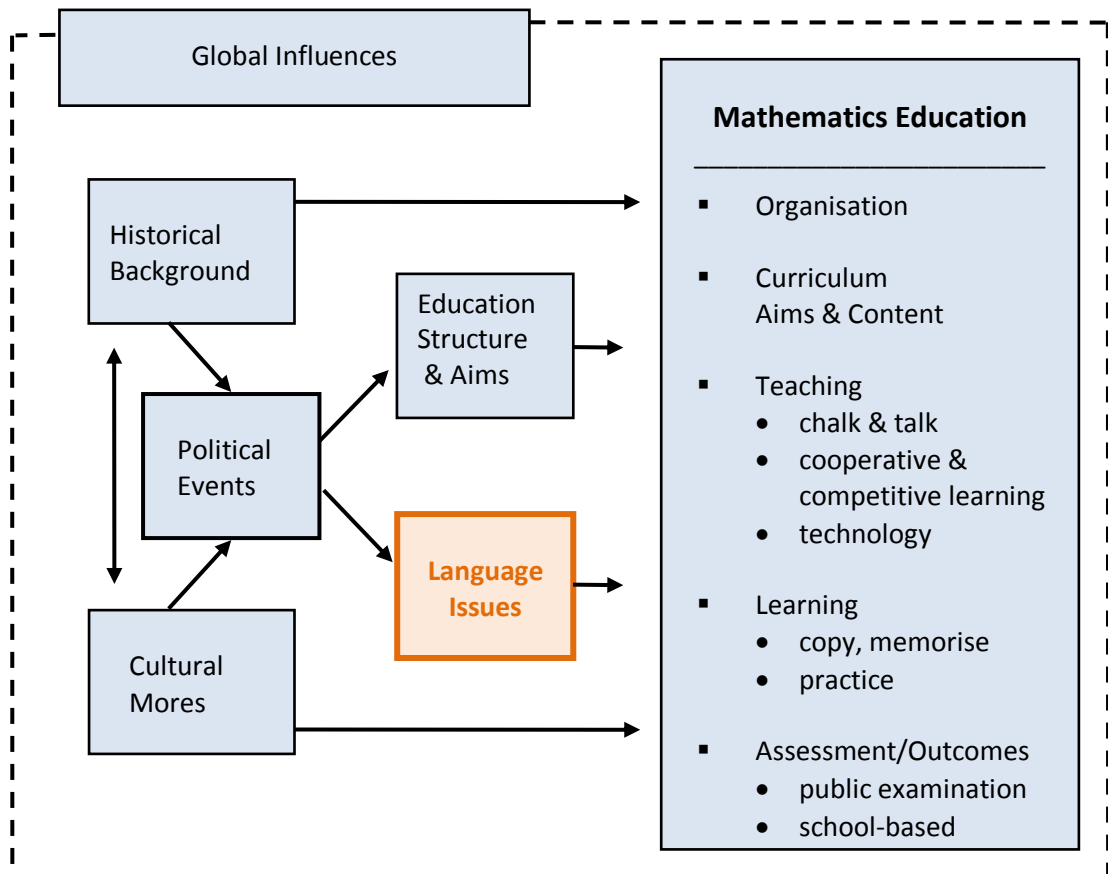 Global Influences
Historical
Background
Political
Events
Cultural
Mores
Education
Structure
& Aims
Language
Issues
Mathematics Education
▪ Organisation
▪ Curriculum
Aims & Content
▪ Teaching
• chalk & talk
• cooperative &
competitive learning
• technology
▪ Learning
• copy, memorise
• practice
▪ Assessment/Outcomes
• public examination
• school-based